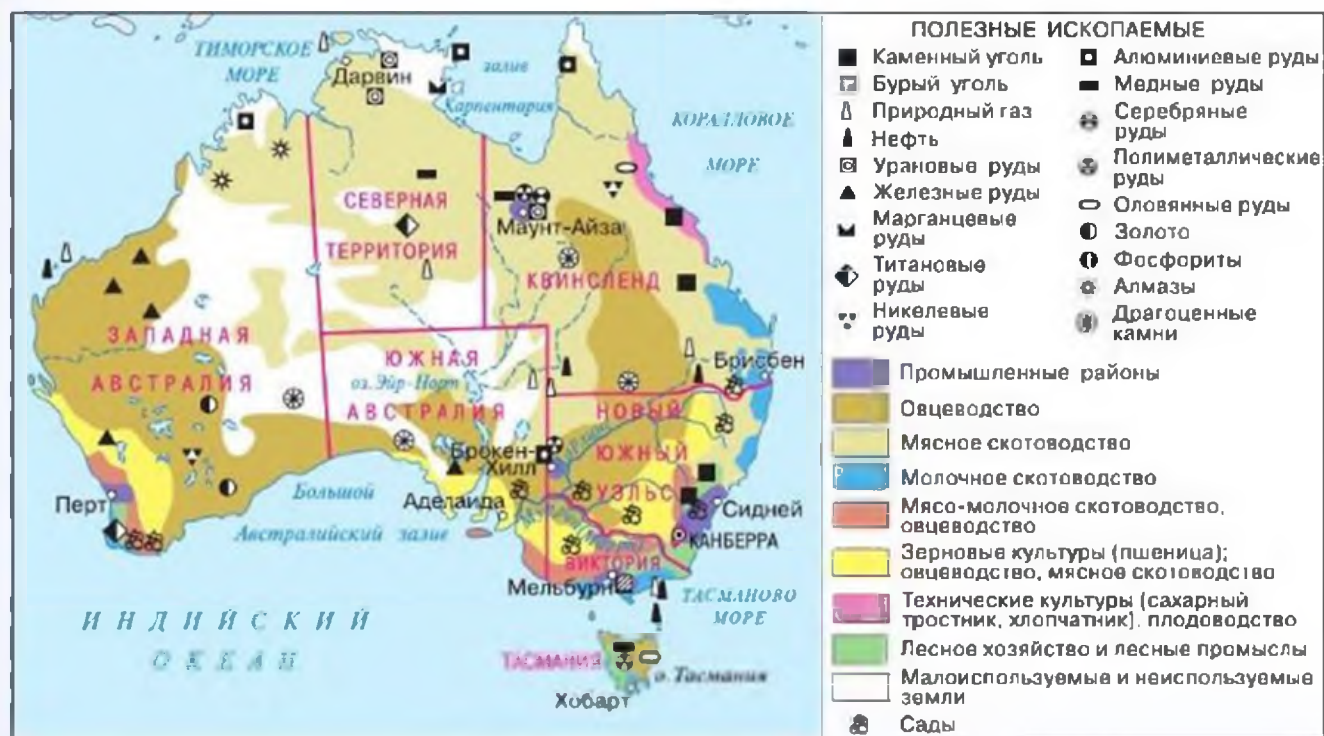 ТИМОРСКОЕ
МОРЕ
Дарвин
залив
Карпентария
КОРАЛЛОВОЕ
МОРЕ
СЕВЕРНАЯ
ТЕРРИТОРИЯ
Маунт-Айза
КВИНСЛЕНД
ЗАПАДНАЯ
АВСТРАЛИЯ
ЮЖНАЯ
оз. Эйр-Норт
АВСТРАЛИЯ
Брисбен
НОВЫЙ
ЮЖНЫЙ
УЭЛЬС
Брокен-
Хилл
Дарлинг
Перт
Большой
Австралийский залив
Аделаида
Сидней
КАНБЕРРА
ВИКТОРИЯ
Мельбурн
ТАСМАНОВО
МОРЕ
ИНДИЙСКИЙ
ОКЕАН
ТАСМАНИЯ
о. Тасмания
Хобарт
ПОЛЕЗНЫЕ ИСКОПАЕМЫЕ
Каменный уголь
Бурый уголь
Природный газ
Нефть
Урановые руды
Железные руды
Марганцевые
руды
Титановые
руды
Никелевые
руды
Алюминиевые руды
Медные руды
Серебряные
руды
Полиметаллические
руды
Оловянные руды
Золото
Фосфориты
Алмазы
Драгоценные
камни
Промышленные районы
Овцеводство
Мясное скотоводство
Молочное скотоводство
Мясо-молочное скотоводство,
овцеводство
Зерновые культуры (пшеница);
овцеводство, мясное скотоводство
Технические культуры (сахарный
тростник, хлопчатник), плодоводство
Лесное хозяйство и лесные промыслы
Малоиспользуемые и неиспользуемые
земли
Сады